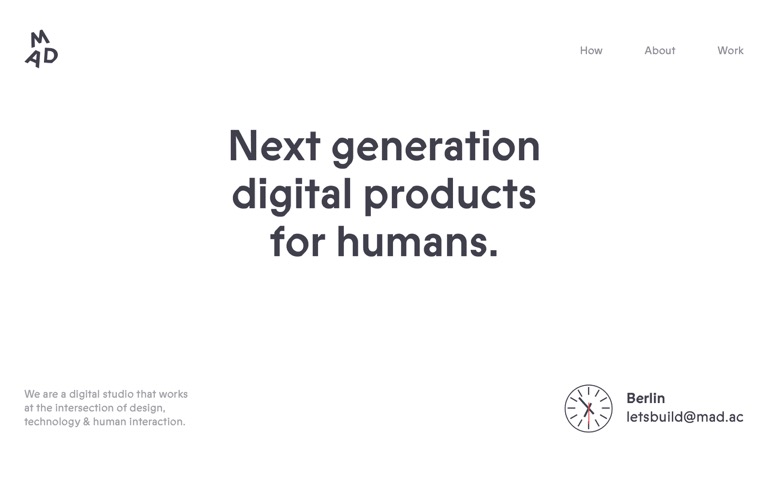 M
AD
How
About
Work
Next generation
digital products
for humans.
We are a digital studio that works
at the intersection of design,
technology & human interaction.
Berlin
letsbuild@mad.ac